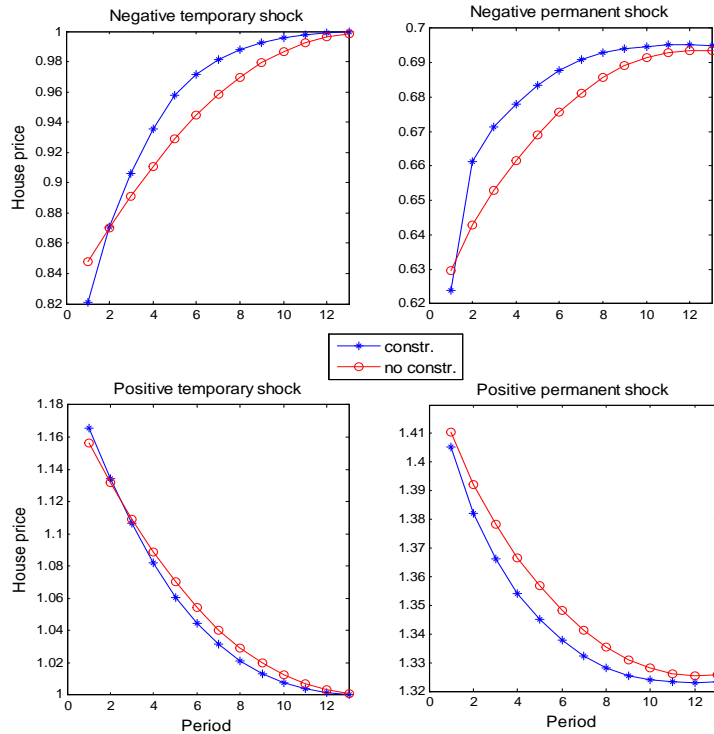 Negative temporary shock
1
0.98
0.96
0.94
0.92
0.9
0.88
0.86
0.84
0.82
0 2 4 6 8 10 12
House price
Negative permanent shock
0.7
0.69
0.68
0.67
0.66
0.65
0.64
0.63
0.62
0 2 4 6 8 10 12
constr.
no constr.
Positive temporary shock
1.18
1.16
1.14
1.12
1.1
1.08
1.06
1.04
1.02
1
0 2 4 6 8 10 12
House price
Period
Positive permanent shock
1.41
1.4
1.39
1.38
1.37
1.36
1.35
1.34
1.33
1.32
0 2 4 6 8 10 12
Period